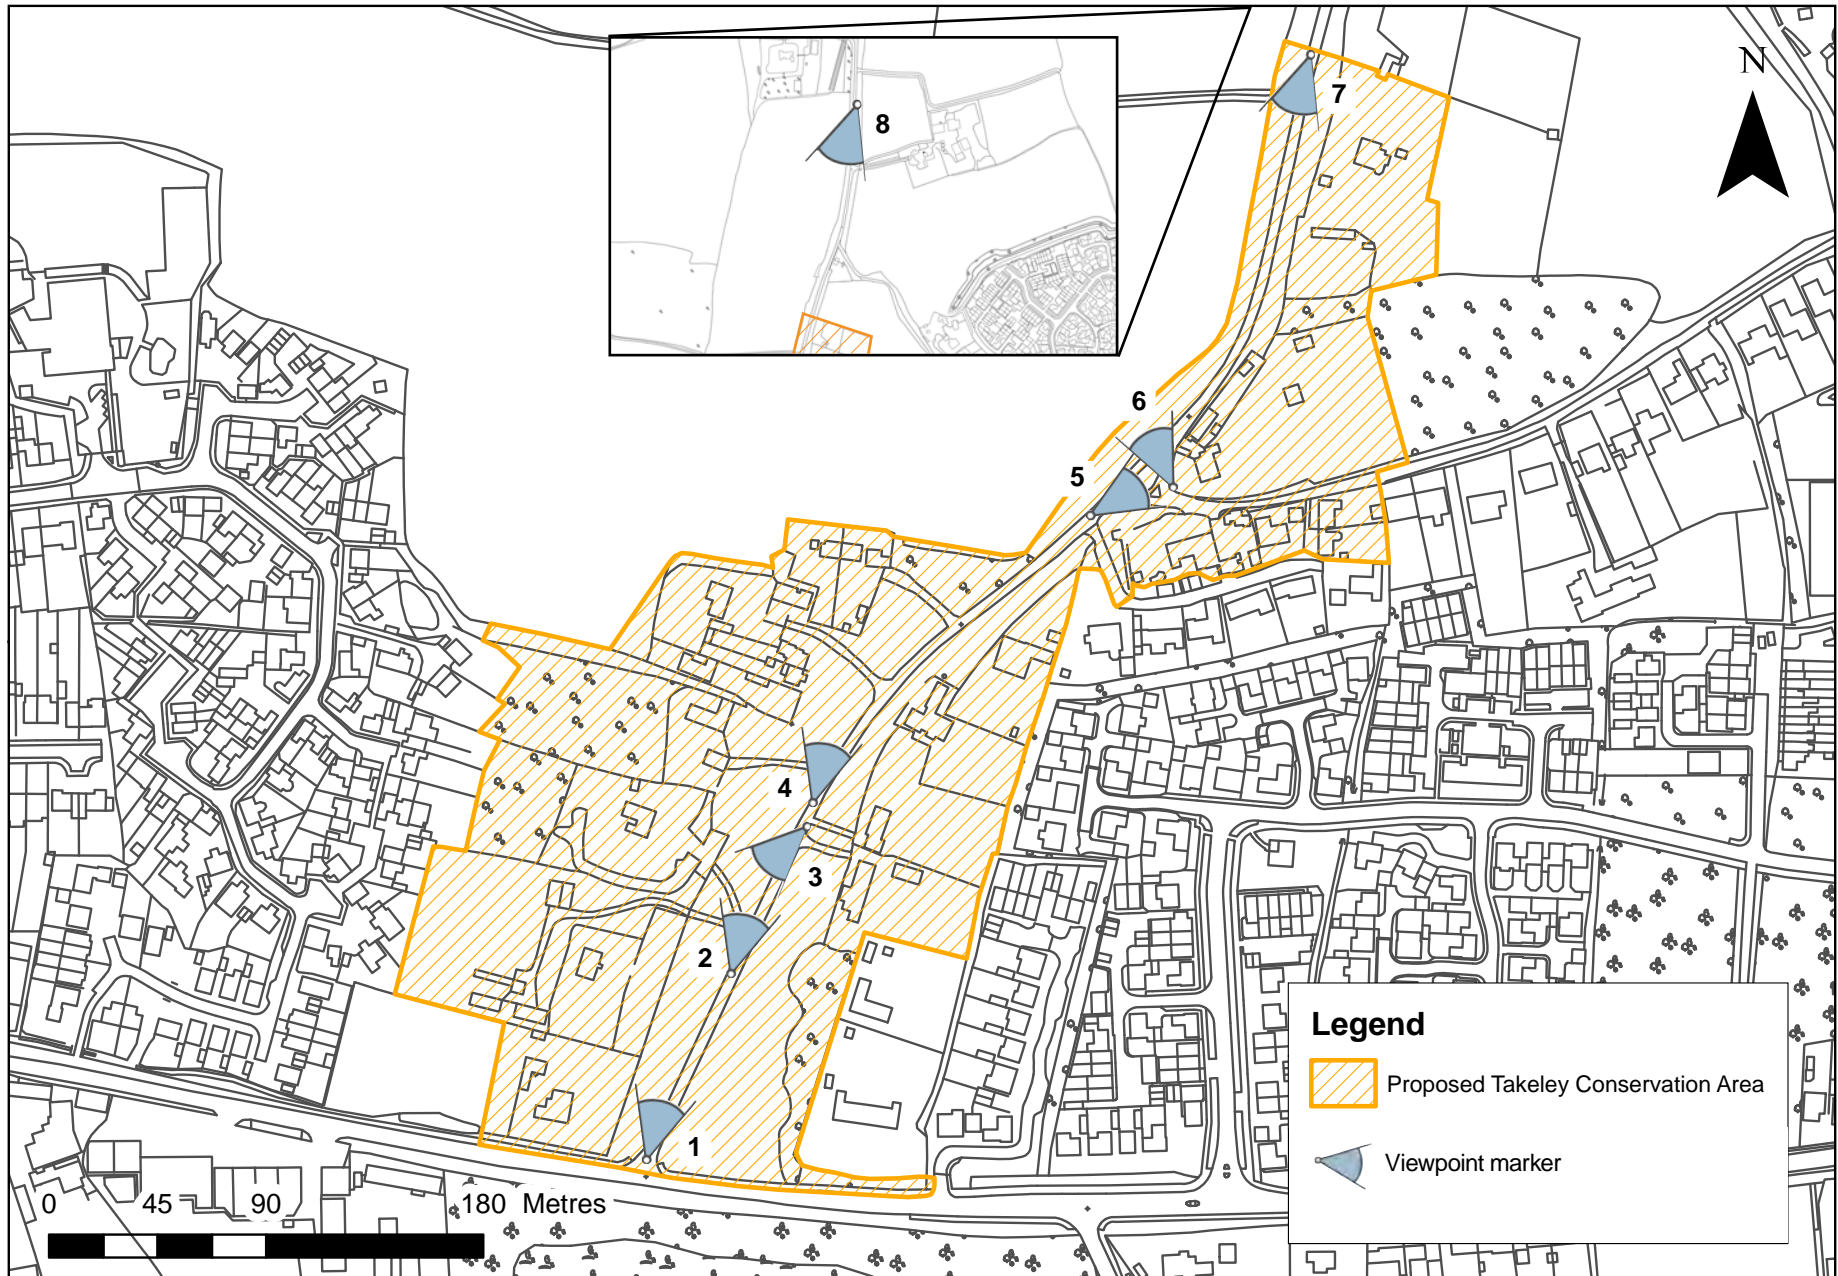 8
7
N
6
5
4
3
2
1
Legend
Proposed Takeley Conservation Area
Viewpoint marker
0 45 90 180 Metres